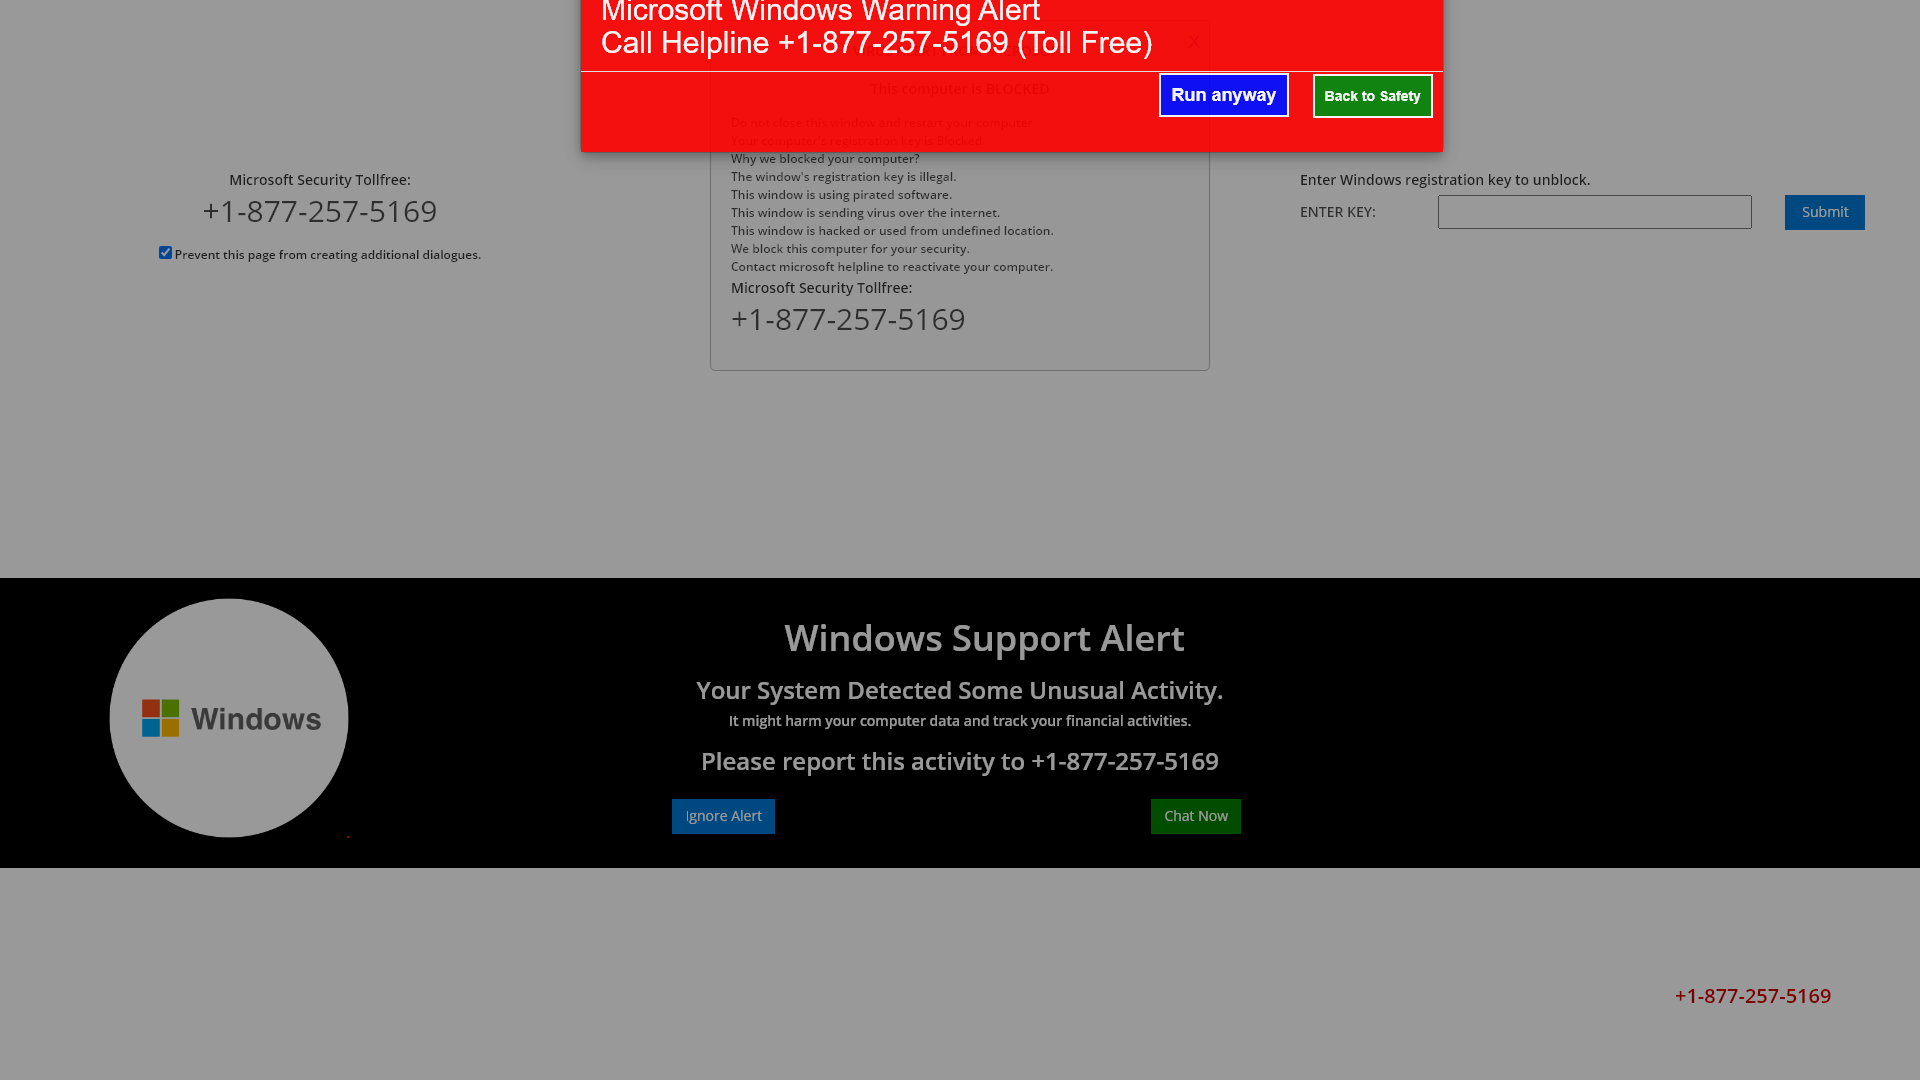 Microsoft Windows Warning Alert
Call Helpline +1-877-257-5169 (Toll Free)
X
This computer is BLOCKED
Run anyway
Back to Safety
Do not close this window and restart your computer
Your computer's registration key is Blocked.
Why we blocked your computer?
The window's registration key is illegal.
This window is using pirated software.
This window is sending virus over the internet.
This window is hacked or used from undefined location.
We block this computer for your security.
Contact microsoft helpline to reactivate your computer.
Microsoft Security Tollfree:
+1-877-257-5169
Microsoft Security Tollfree:
+1-877-257-5169
Prevent this page from creating additional dialogues.
Enter Windows registration key to unblock.
ENTER KEY:
Submit
Windows
Windows Support Alert
Your System Detected Some Unusual Activity.
It might harm your computer data and track your financial activities.
Please report this activity to +1-877-257-5169
Ignore Alert
Chat Now
+1-877-257-5169